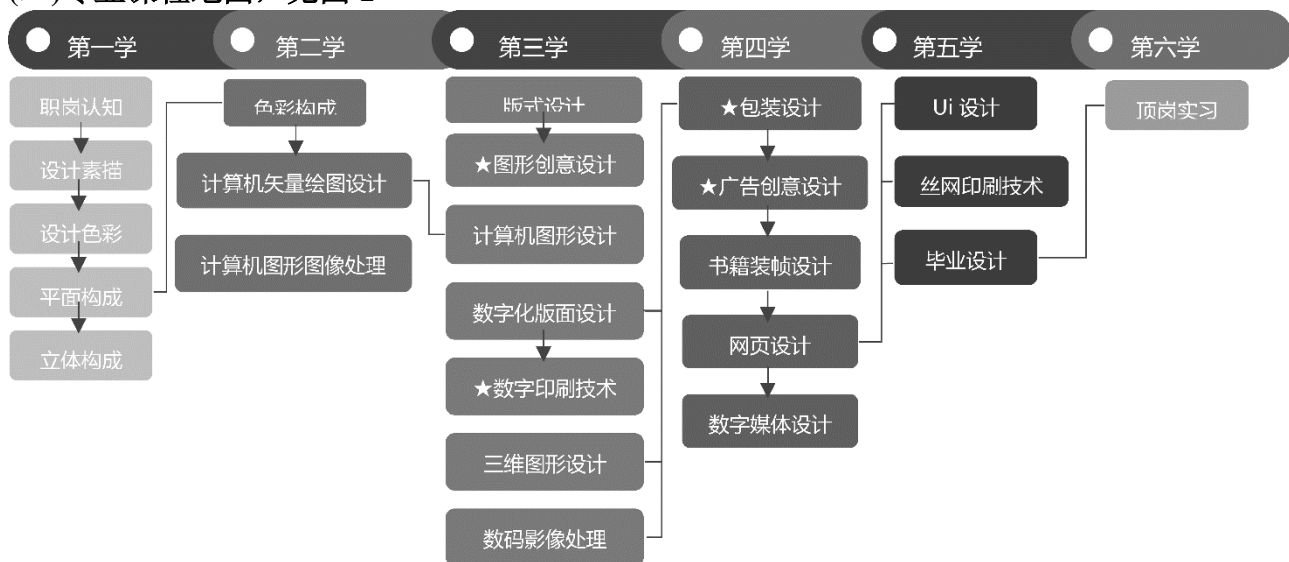 第一学
第二学
第三学
第四学
第五学
第六学
职岗认知
设计素描
设计色彩
平面构成
立体构成
色彩构成
计算机矢量绘图设计
计算机图形图像处理
版式设计
★图形创意设计
计算机图形设计
数字化版面设计
★数字印刷技术
三维图形设计
数码影像处理
★包装设计
★广告创意设计
书籍装帧设计
网页设计
数字媒体设计
Ui 设计
丝网印刷技术
毕业设计
顶岗实习